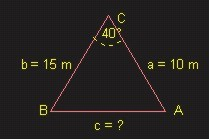 C
40°
b = 15 m
a = 10 m
B
A
c = ?